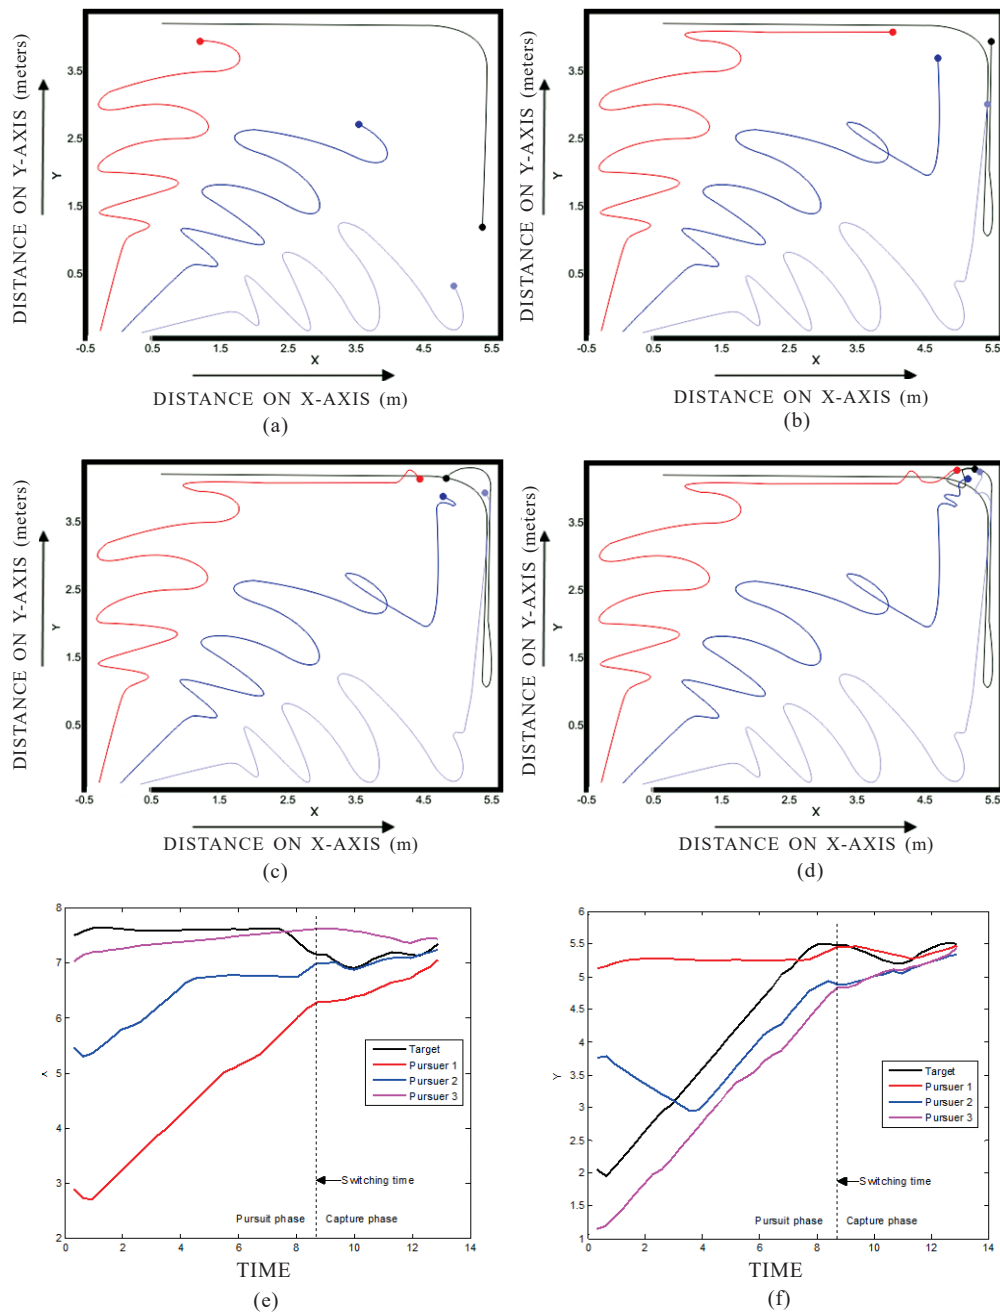 DISTANCE ON Y-AXIS (meters)
Y
3.5
2.5
1.5
0.5
-0.5 0.5 1.5 2.5 3.5 4.5 5.5
X
DISTANCE ON X-AXIS (m)
(a)
DISTANCE ON Y-AXIS (meters)
Y
3.5
2.5
1.5
0.5
-0.5 0.5 1.5 2.5 3.5 4.5 5.5
X
DISTANCE ON X-AXIS (m)
(b)
DISTANCE ON Y-AXIS (meters)
Y
3.5
2.5
1.5
0.5
-0.5 0.5 1.5 2.5 3.5 4.5 5.5
X
DISTANCE ON X-AXIS (m)
(c)
DISTANCE ON Y-AXIS (meters)
Y
3.5
2.5
1.5
0.5
-0.5 0.5 1.5 2.5 3.5 4.5 5.5
X
DISTANCE ON X-AXIS (m)
(d)
8
7
6
5
4
3
2
Target
Pursuer 1
Pursuer 2
Pursuer 3
Switching time
Pursuit phase Capture phase
0 2 4 6 8 10 12 14
TIME
(e)
6
5.5
5
4.5
4
3.5
3
2.5
2
1.5
1
Y
Target
Pursuer 1
Pursuer 2
Pursuer 3
Switching time
Pursuit phase Capture phase
0 2 4 6 8 10 12 14
TIME
(f)